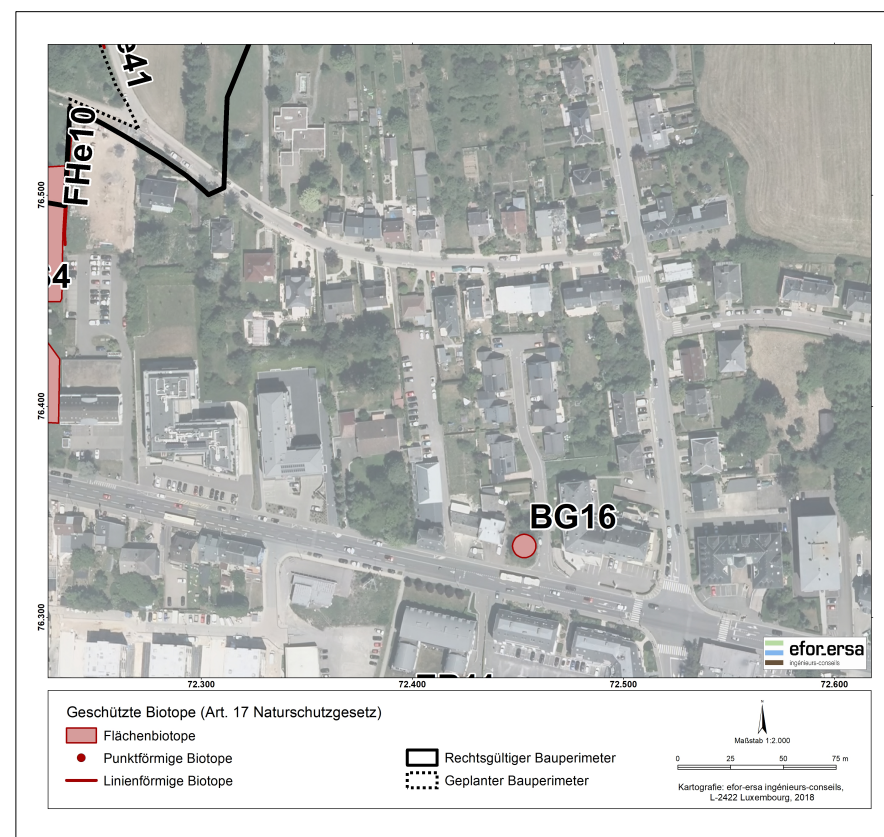 e41
FHe10
64
BG16
76.500
76.400
76.300
72.300
72.400
72.500
72.600
efor.ersa
ingénieurs-conseils
Geschützte Biotope (Art. 17 Naturschutzgesetz)
Flächenbiotope
Punktförmige Biotope
Linienförmige Biotope
Rechtsgültiger Bauperimeter
Geplanter Bauperimeter
N
Maßstab 1:2.000
0 25 50 75 m
Kartografie: efor-ersa ingénieurs-conseils,
L-2422 Luxembourg, 2018